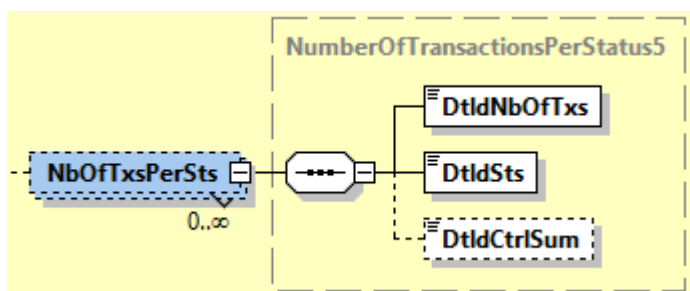 NumberOfTransactionsPerStatus5
DtldNbOfTxs
NbOfTxsPerSts
DtldSts
0..∞
DtldCtrlSum